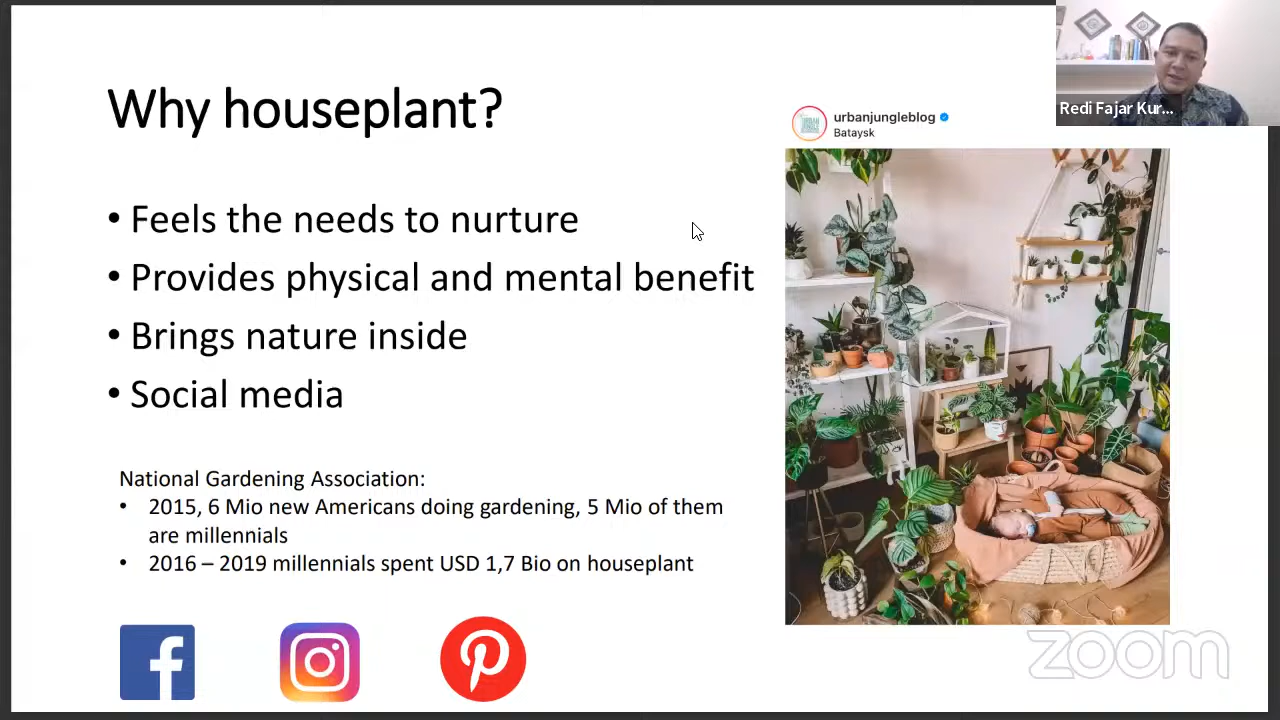 Why houseplant?
urbanjungleblog
Bataysk
Redi Fajar Kur...
• Feels the needs to nurture
• Provides physical and mental benefit
• Brings nature inside
• Social media
National Gardening Association:
• 2015, 6 Mio new Americans doing gardening, 5 Mio of them
are millennials
• 2016 – 2019 millennials spent USD 1,7 Bio on houseplant
zoom